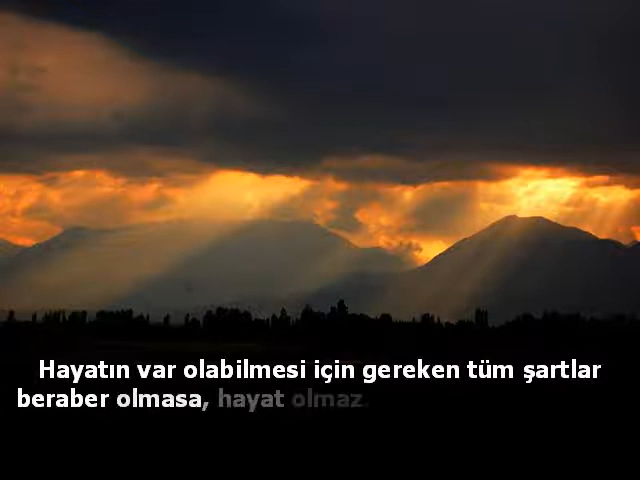 Hayatın var olabilmesi için gereken tüm şartlar
beraber olmasa, hayat olmaz.